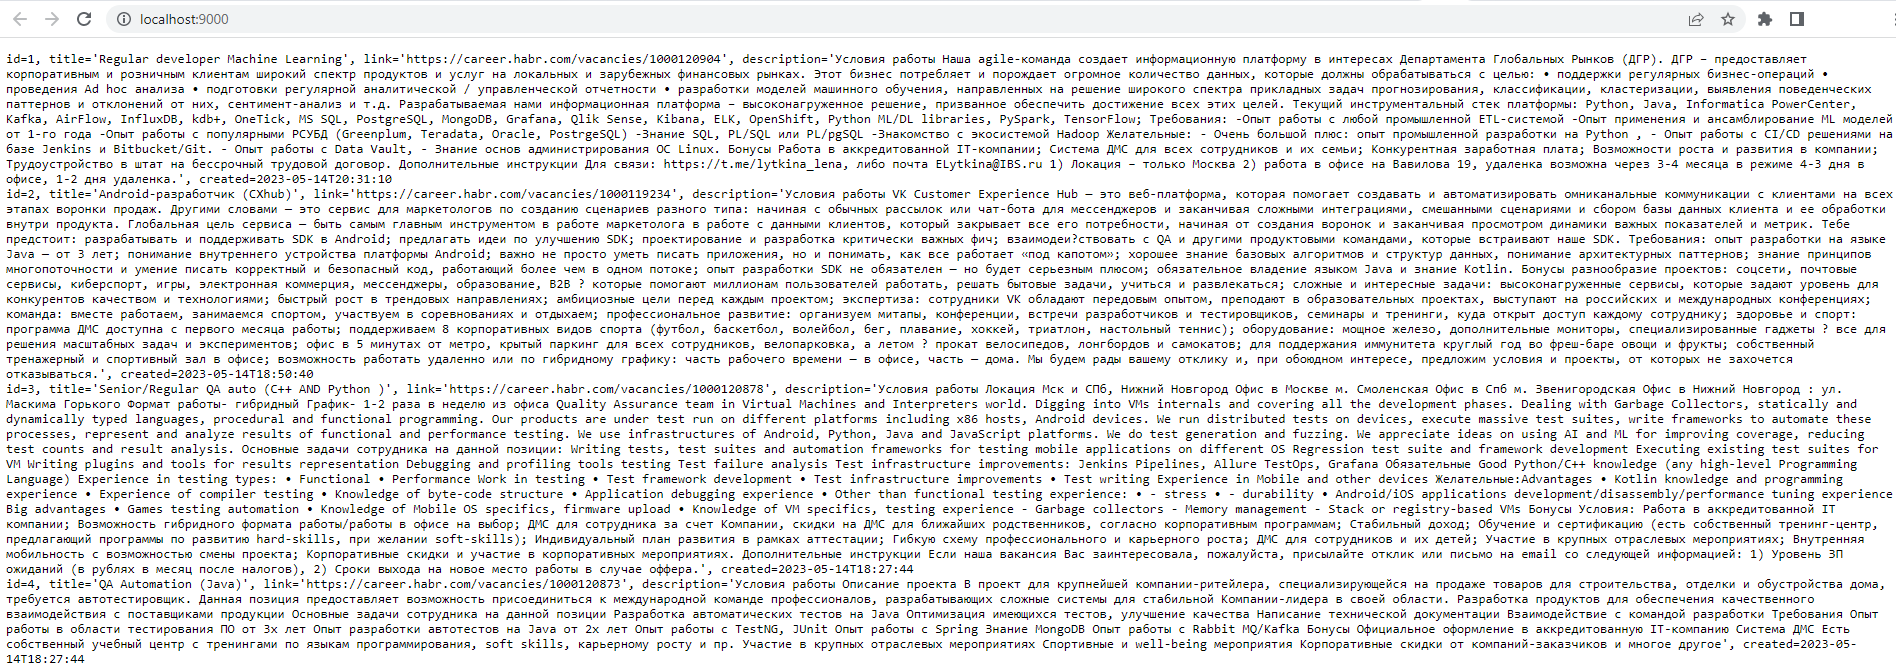 localhost:9000
id=1, title='Regular developer Machine Learning', link='https://career.habr.com/vacancies/1000120904', description='Условия работы Наша agile-команда создает информационную платформу в интересах Департамента Глобальных Рынков (ДГР). ДГР – предоставляет
корпоративным и розничным клиентам широкий спектр продуктов и услуг на локальных и зарубежных финансовых рынках. Этот бизнес потребляет и порождает огромное количество данных, которые должны обрабатываться с целью: • поддержки регулярных бизнес-операций •
проведения Ad hoc анализа • подготовки регулярной аналитической / управленческой отчетности • разработки моделей машинного обучения, направленных на решение широкого спектра прикладных задач прогнозирования, классификации, кластеризации, выявления поведенческих
паттернов и отклонений от них, сентимент-анализ и т.д. Разрабатываемая нами информационная платформа – высоконагруженное решение, призванное обеспечить достижение всех этих целей. Текущий инструментальный стек платформы: Python, Java, Informatica PowerCenter,
Kafka, AirFlow, InfluxDB, kdb+, OneTick, MS SQL, PostgreSQL, MongoDB, Grafana, Qlik Sense, Kibana, ELK, OpenShift, Python ML/DL libraries, PySpark, TensorFlow; Требования: -Опыт работы с любой промышленной ETL-системой -Опыт применения и ансамблирование ML моделей
от 1-го года -Опыт работы с популярными РСУБД (Greenplum, Teradata, Oracle, PostrgeSQL) -Знание SQL, PL/SQL или PL/pgSQL -Знакомство с экосистемой Hadoop Желательные: - Очень большой плюс: опыт промышленной разработки на Python , - Опыт работы с CI/CD решениями на
базе Jenkins и Bitbucket/Git. - Опыт работы с Data Vault, - Знание основ администрирования ОС Linux. Бонусы Работа в аккредитованной IT-компании; Система ДМС для всех сотрудников и их семьи; Конкурентная заработная плата; Возможности роста и развития в компании;
Трудоустройство в штат на бессрочный трудовой договор. Дополнительные инструкции Для связи: https://t.me/lytkina_lena, либо почта ELytkina@IBS.ru 1) Локация – только Москва 2) работа в офисе на Вавилова 19, удаленка возможна через 3-4 месяца в режиме 4-3 дня в
офисе, 1-2 дня удаленка.', created=2023-05-14T20:31:10
id=2, title='Android-разработчик (CXhub)', link='https://career.habr.com/vacancies/1000119234', description='Условия работы VK Customer Experience Hub — это веб-платформа, которая помогает создавать и автоматизировать омниканальные коммуникации с клиентами на всех
этапах воронки продаж. Другими словами — это сервис для маркетологов по созданию сценариев разного типа: начиная с обычных рассылок или чат-бота для мессенджеров и заканчивая сложными интеграциями, смешанными сценариями и сбором базы данных клиента и ее обработки
внутри продукта. Глобальная цель сервиса — быть самым главным инструментом в работе маркетолога в работе с данными клиентов, который закрывает все его потребности, начиная от создания воронок и заканчивая просмотром динамики важных показателей и метрик. Тебе
предстоит: разрабатывать и поддерживать SDK в Android; предлагать идеи по улучшению SDK; проектирование и разработка критически важных фич; взаимодеи?ствовать с QA и другими продуктовыми командами, которые встраивают наше SDK. Требования: опыт разработки на языке
Java — от 3 лет; понимание внутреннего устройства платформы Android; важно не просто уметь писать приложения, но и понимать, как все работает «под капотом»; хорошее знание базовых алгоритмов и структур данных, понимание архитектурных паттернов; знание принципов
многопоточности и умение писать корректный и безопасный код, работающий более чем в одном потоке; опыт разработки SDK не обязателен — но будет серьезным плюсом; обязательное владение языком Java и знание Kotlin. Бонусы разнообразие проектов: соцсети, почтовые
сервисы, киберспорт, игры, электронная коммерция, мессенджеры, образование, B2B ? которые помогают миллионам пользователей работать, решать бытовые задачи, учиться и развлекаться; сложные и интересные задачи: высоконагруженные сервисы, которые задают уровень для
конкурентов качеством и технологиями; быстрый рост в трендовых направлениях; амбициозные цели перед каждым проектом; экспертиза: сотрудники VK обладают передовым опытом, преподают в образовательных проектах, выступают на российских и международных конференциях;
команда: вместе работаем, занимаемся спортом, участвуем в соревнованиях и отдыхаем; профессиональное развитие: организуем митапы, конференции, встречи разработчиков и тестировщиков, семинары и тренинги, куда открыт доступ каждому сотруднику; здоровье и спорт:
программа ДМС доступна с первого месяца работы; поддерживаем 8 корпоративных видов спорта (футбол, баскетбол, волейбол, бег, плавание, хоккей, триатлон, настольный теннис); оборудование: мощное железо, дополнительные мониторы, специализированные гаджеты ? все для
решения масштабных задач и экспериментов; офис в 5 минутах от метро, крытый паркинг для всех сотрудников, велопарковка, а летом ? прокат велосипедов, лонгбордов и самокатов; для поддержания иммунитета круглый год во фреш-баре овощи и фрукты; собственный
тренажерный и спортивный зал в офисе; возможность работать удаленно или по гибридному графику: часть рабочего времени — в офисе, часть — дома. Мы будем рады вашему отклику и, при обоюдном интересе, предложим условия и проекты, от которых не захочется
отказываться.', created=2023-05-14T18:50:40
id=3, title='Senior/Regular QA auto (C++ AND Python )', link='https://career.habr.com/vacancies/1000120878', description='Условия работы Локация Мск и СПб, Нижний Новгород Офис в Москве м. Смоленская Офис в Спб м. Звенигородская Офис в Нижний Новгород : ул.
Маскима Горького Формат работы- гибридный График- 1-2 раза в неделю из офиса Quality Assurance team in Virtual Machines and Interpreters world. Digging into VMs internals and covering all the development phases. Dealing with Garbage Collectors, statically and
dynamically typed languages, procedural and functional programming. Our products are under test run on different platforms including x86 hosts, Android devices. We run distributed tests on devices, execute massive test suites, write frameworks to automate these
processes, represent and analyze results of functional and performance testing. We use infrastructures of Android, Python, Java and JavaScript platforms. We do test generation and fuzzing. We appreciate ideas on using AI and ML for improving coverage, reducing
test counts and result analysis. Основные задачи сотрудника на данной позиции: Writing tests, test suites and automation frameworks for testing mobile applications on different OS Regression test suite and framework development Executing existing test suites for
VM Writing plugins and tools for results representation Debugging and profiling tools testing Test failure analysis Test infrastructure improvements: Jenkins Pipelines, Allure TestOps, Grafana Обязательные Good Python/C++ knowledge (any high-level Programming
Language) Experience in testing types: • Functional • Performance Work in testing • Test framework development • Test infrastructure improvements • Test writing Experience in Mobile and other devices Желательные:Advantages • Kotlin knowledge and programming
experience • Experience of compiler testing • Knowledge of byte-code structure • Application debugging experience • Other than functional testing experience: • - stress • - durability • Android/iOS applications development/disassembly/performance tuning experience
Big advantages • Games testing automation • Knowledge of Mobile OS specifics, firmware upload • Knowledge of VM specifics, testing experience - Garbage collectors - Memory management - Stack or registry-based VMs Бонусы Условия: Работа в аккредитованной IT
компании; Возможность гибридного формата работы/работы в офисе на выбор; ДМС для сотрудника за счет Компании, скидки на ДМС для ближайших родственников, согласно корпоративным программам; Стабильный доход; Обучение и сертификацию (есть собственный тренинг-центр,
предлагающий программы по развитию hard-skills, при желании soft-skills); Индивидуальный план развития в рамках аттестации; Гибкую схему профессионального и карьерного роста; ДМС для сотрудников и их детей; Участие в крупных отраслевых мероприятиях; Внутренняя
мобильность с возможностью смены проекта; Корпоративные скидки и участие в корпоративных мероприятиях. Дополнительные инструкции Если наша вакансия Вас заинтересовала, пожалуйста, присылайте отклик или письмо на email со следующей информацией: 1) Уровень ЗП
ожиданий (в рублях в месяц после налогов), 2) Сроки выхода на новое место работы в случае оффера.', created=2023-05-14T18:27:44
id=4, title='QA Automation (Java)', link='https://career.habr.com/vacancies/1000120873', description='Условия работы Описание проекта В проект для крупнейшей компании-ритейлера, специализирующейся на продаже товаров для строительства, отделки и обустройства дома,
требуется автотестировщик. Данная позиция предоставляет возможность присоединиться к международной команде профессионалов, разрабатывающих сложные системы для стабильной Компании-лидера в своей области. Разработка продуктов для обеспечения качественного
взаимодействия с поставщиками продукции Основные задачи сотрудника на данной позиции Разработка автоматических тестов на Java Оптимизация имеющихся тестов, улучшение качества Написание технической документации Взаимодействие с командой разработки Требования Опыт
работы в области тестирования ПО от 3х лет Опыт разработки автотестов на Java от 2х лет Опыт работы с TestNG, JUnit Опыт работы с Spring Знание MongoDB Опыт работы с Rabbit MQ/Kafka Бонусы Официальное оформление в аккредитованную IT-компанию Система ДМС Есть
собственный учебный центр с тренингами по языкам программирования, soft skills, карьерному росту и пр. Участие в крупных отраслевых мероприятиях Спортивные и well-being мероприятия Корпоративные скидки от компаний-заказчиков и многое другое', created=2023-05-
14T18:27:44